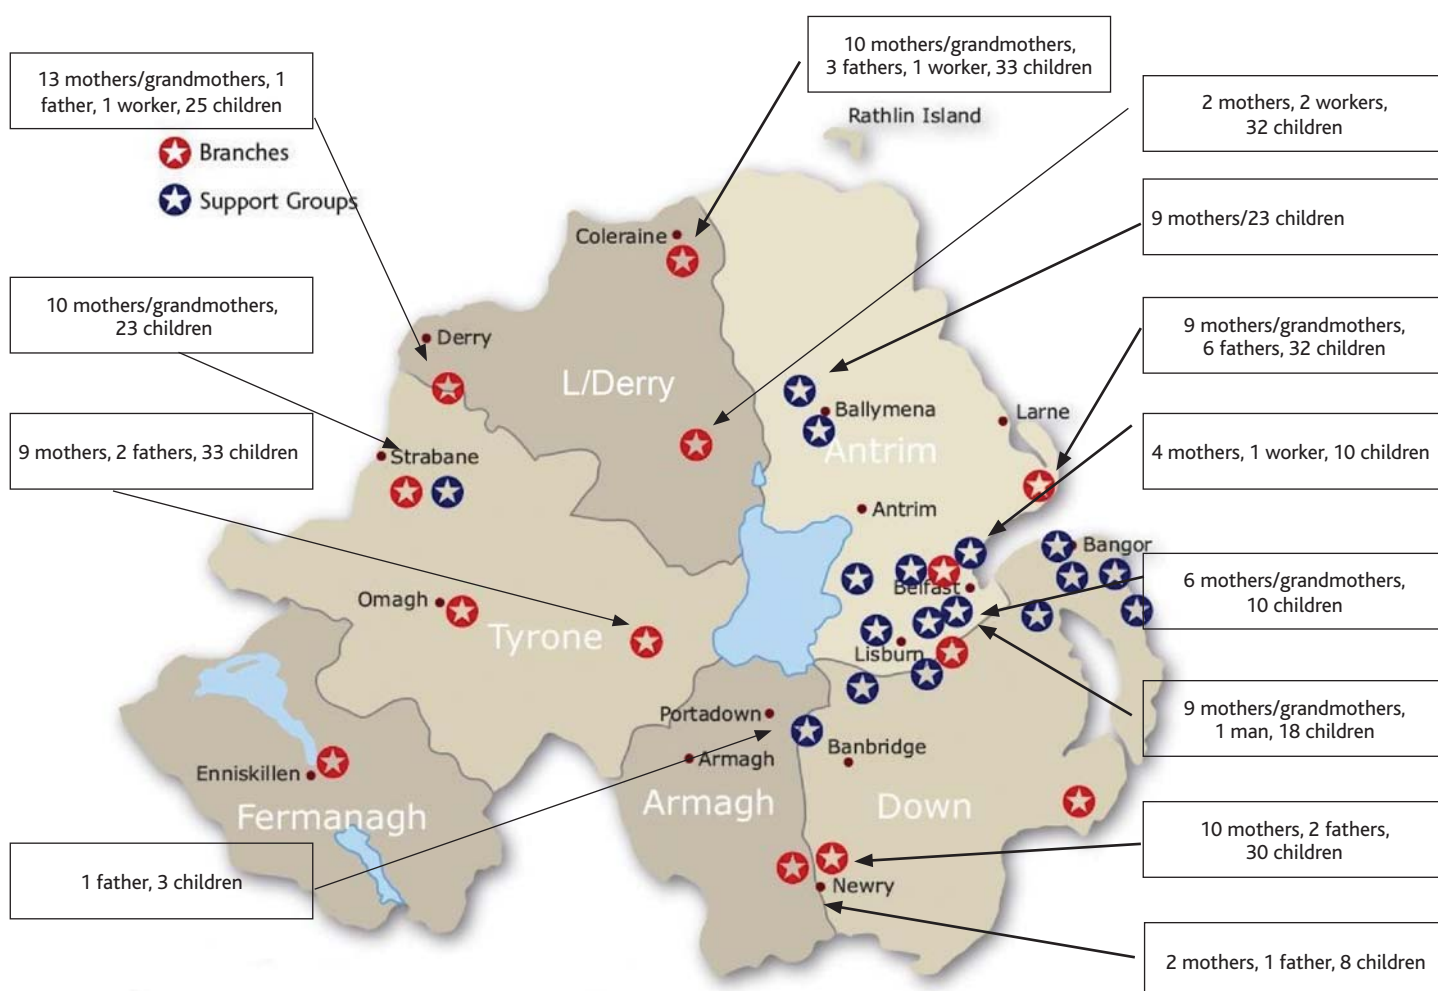 10 mothers/grandmothers,
3 fathers, 1 worker, 33 children
13 mothers/grandmothers, 1
father, 1 worker, 25 children
2 mothers, 2 workers,
32 children
Rathlin Island
Branches
Support Groups
9 mothers/23 children
Coleraine
10 mothers/grandmothers,
23 children
9 mothers/grandmothers,
6 fathers, 32 children
Derry
L/Derry
Ballymena
Larne
Antrim
9 mothers, 2 fathers, 33 children
Strabane
4 mothers, 1 worker, 10 children
Antrim
Bangor
Belfast
6 mothers/grandmothers,
10 children
Omagh
Tyrone
Lisburn
9 mothers/grandmothers,
1 man, 18 children
Portadown
Banbridge
Armagh
Enniskillen
Fermanagh
Armagh
Down
10 mothers, 2 fathers,
30 children
1 father, 3 children
Newry
2 mothers, 1 father, 8 children